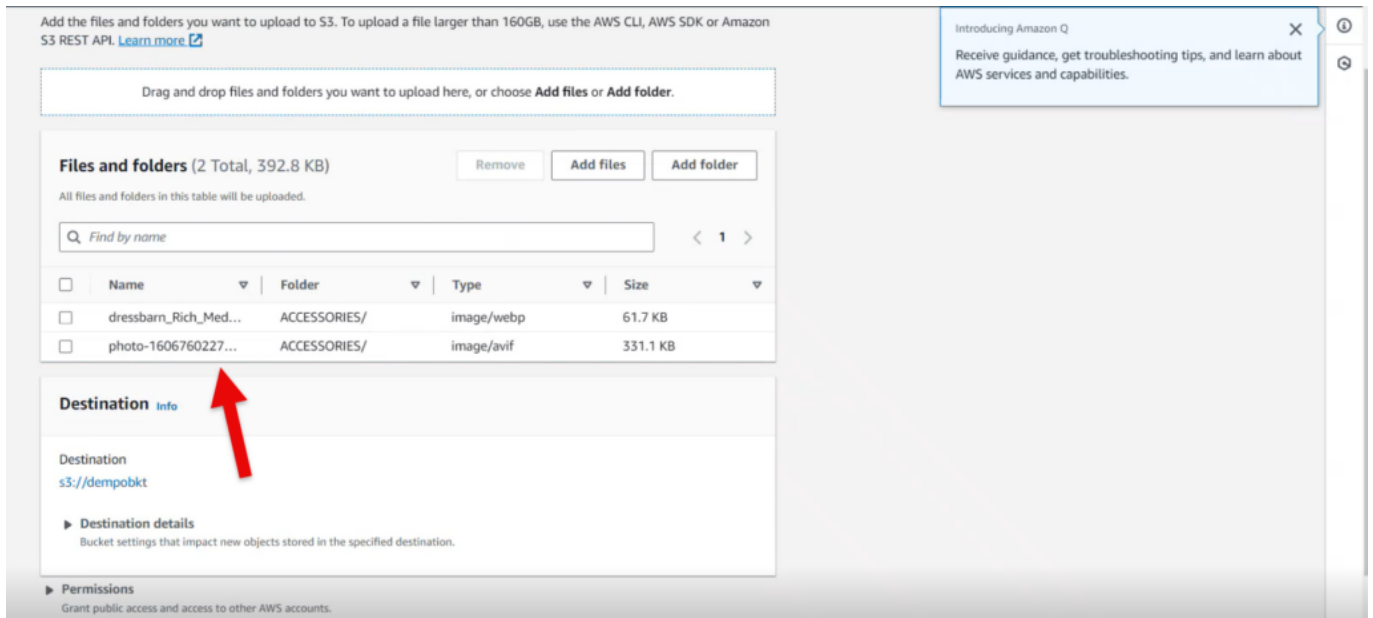 Add the files and folders you want to upload to S3. To upload a file larger than 160GB, use the AWS CLI, AWS SDK or Amazon
S3 REST API. Learn more
Introducing Amazon Q
Receive guidance, get troubleshooting tips, and learn about
AWS services and capabilities.
Drag and drop files and folders you want to upload here, or choose Add files or Add folder.
Files and folders (2 Total, 392.8 KB)
Remove
Add files
Add folder
All files and folders in this table will be uploaded.
Find by name
1
Name Folder Type Size
dressbarn_Rich_Med... ACCESSORIES/ image/webp 61.7 KB
photo-1606760227... ACCESSORIES/ image/avif 331.1 KB
Destination Info
Destination
s3://dempobkt
Destination details
Bucket settings that impact new objects stored in the specified destination.
Permissions
Grant public access and access to other AWS accounts.